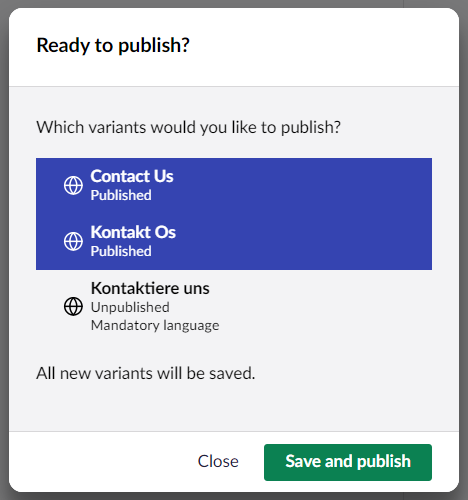 Ready to publish?
Which variants would you like to publish?
Contact Us
Published
Kontakt Os
Published
Kontaktiere uns
Unpublished
Mandatory language
All new variants will be saved.
Close
Save and publish